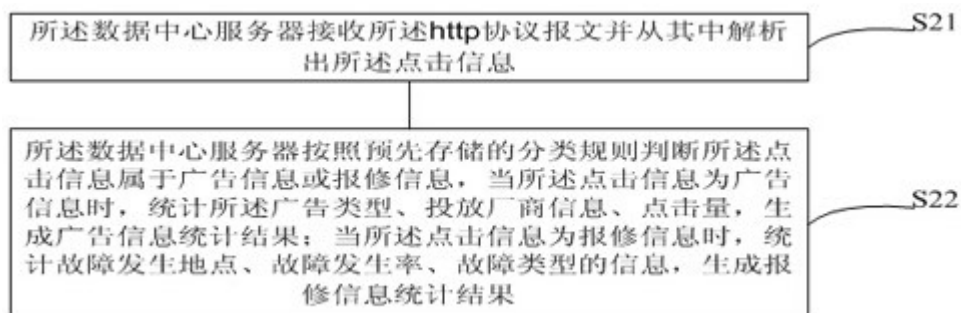 所述数据中心服务器接收所述http协议报文并从其中解析
出所述点击信息
S21
所述数据中心服务器按照预先存储的分类规则判断所述点
击信息属于广告信息或报修信息，当所述点击信息为广告
信息时，统计所述广告类型、投放厂商信息、点击量，生
成广告信息统计结果；当所述点击信息为报修信息时，统
计故障发生地点、故障发生率、故障类型的信息，生成报
修信息统计结果
S22